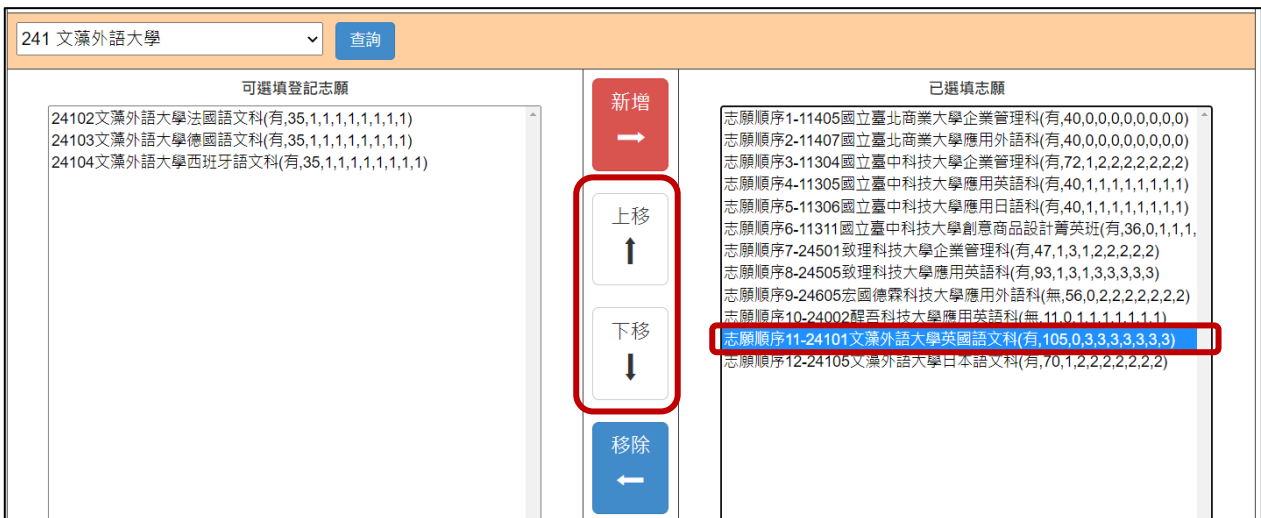 241 文藻外語大學
查詢
可選填登記志願
24102文藻外語大學法國語文科(有,35,1,1,1,1,1,1,1,1)
24103文藻外語大學德國語文科(有,35,1,1,1,1,1,1,1,1)
24104文藻外語大學西班牙語文科(有,35,1,1,1,1,1,1,1,1)
新增
上移
下移
移除
已選填志願
志願順序1-11405國立臺北商業大學企業管理科(有,40,0,0,0,0,0,0,0,0)
志願順序2-11407國立臺北商業大學應用外語科(有,40,0,0,0,0,0,0,0,0)
志願順序3-11304國立臺中科技大學企業管理科(有,72,1,2,2,2,2,2,2,2)
志願順序4-11305國立臺中科技大學應用英語科(有,40,1,1,1,1,1,1,1,1)
志願順序5-11306國立臺中科技大學應用日語科(有,40,1,1,1,1,1,1,1,1)
志願順序6-11311國立臺中科技大學創意商品設計菁英班(有,36,0,1,1,1,
志願順序7-24501致理科技大學企業管理科(有,47,1,3,1,2,2,2,2,2)
志願順序8-24505致理科技大學應用英語科(有,93,1,3,1,3,3,3,3,3)
志願順序9-24605宏國德霖科技大學應用外語科(無,56,0,2,2,2,2,2,2,2)
志願順序10-24002醒吾科技大學應用英語科(無,11,0,1,1,1,1,1,1,1)
志願順序11-24101文藻外語大學英國語文科(有,105,0,3,3,3,3,3,3,3)
志願順序12-24105文藻外語大學日本語文科(有,70,1,2,2,2,2,2,2,2)